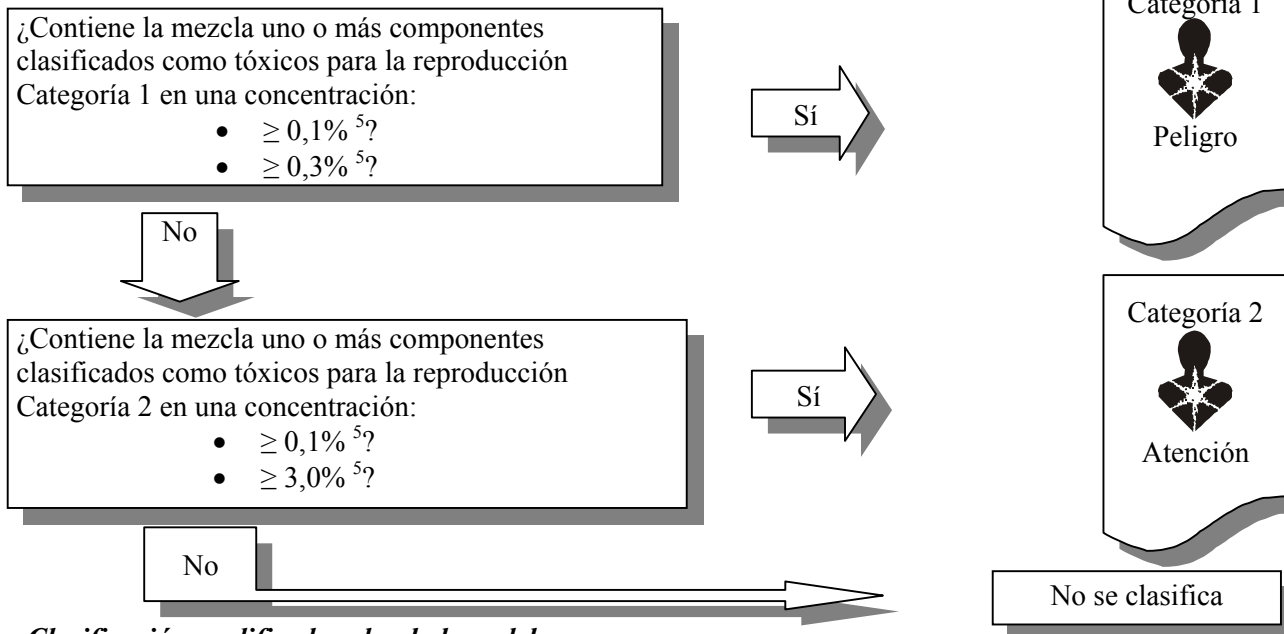 ¿Contiene la mezcla uno o más componentes
clasificados como tóxicos para la reproducción
Categoría 1 en una concentración:
• ≥ 0,1% ⁵?
• ≥ 0,3% ⁵?
Sí
Categoría 1
Peligro
No
¿Contiene la mezcla uno o más componentes
clasificados como tóxicos para la reproducción
Categoría 2 en una concentración:
• ≥ 0,1% ⁵?
• ≥ 3,0% ⁵?
Sí
Categoría 2
Atención
No
No se clasifica